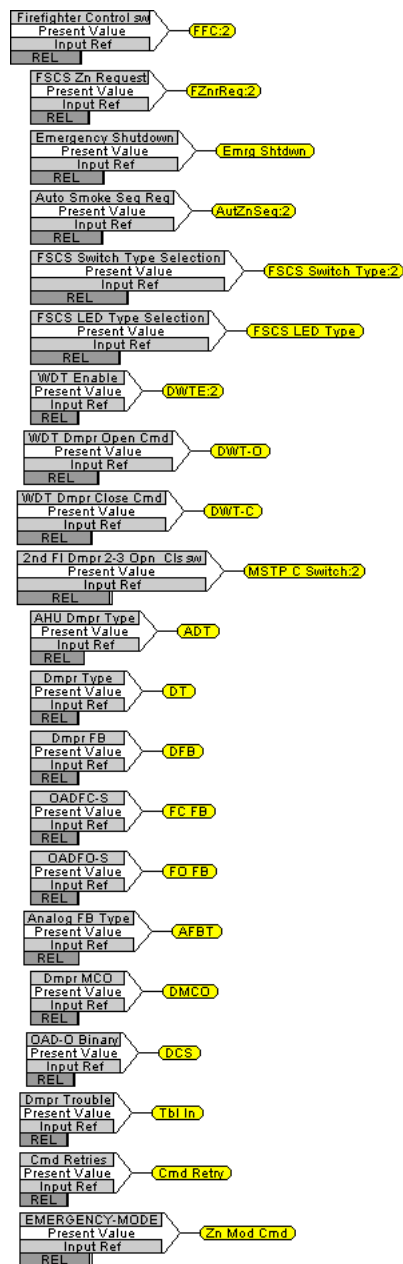 Firefighter Control sw
Present Value
FFC:2
Input Ref
REL
FSCS Zn Request
Present Value
FZnrReq:2
Input Ref
REL
Emergency Shutdown
Present Value
Emrg Shtdwn
Input Ref
REL
Auto Smoke Seq Req
Present Value
AutZnSeq:2
Input Ref
REL
FSCS Switch Type Selection
Present Value
FSCS Switch Type:2
Input Ref
REL
FSCS LED Type Selection
Present Value
FSCS LED Type
Input Ref
REL
WDT Enable
Present Value
DWTE:2
Input Ref
REL
WDT Dmpr Open Cmd
Present Value
DWT-O
Input Ref
REL
WDT Dmpr Close Cmd
Present Value
DWT-C
Input Ref
REL
2nd Fl Dmpr 2-3 Opn_Cls sw
Present Value
MSTP C Switch:2
Input Ref
REL
AHU Dmpr Type
Present Value
ADT
Input Ref
REL
Dmpr Type
Present Value
DT
Input Ref
REL
Dmpr FB
Present Value
DFB
Input Ref
REL
OADFC-S
Present Value
FC FB
Input Ref
REL
OADFO-S
Present Value
FO FB
Input Ref
REL
Analog FB Type
Present Value
AFBT
Input Ref
REL
Dmpr MCO
Present Value
DMCO
Input Ref
REL
OAD-O Binary
Present Value
DCS
Input Ref
REL
Dmpr Trouble
Present Value
Tbl In
Input Ref
REL
Cmd Retries
Present Value
Cmd Retry
Input Ref
REL
EMERGENCY-MODE
Present Value
Zn Mod Cmd
Input Ref
REL